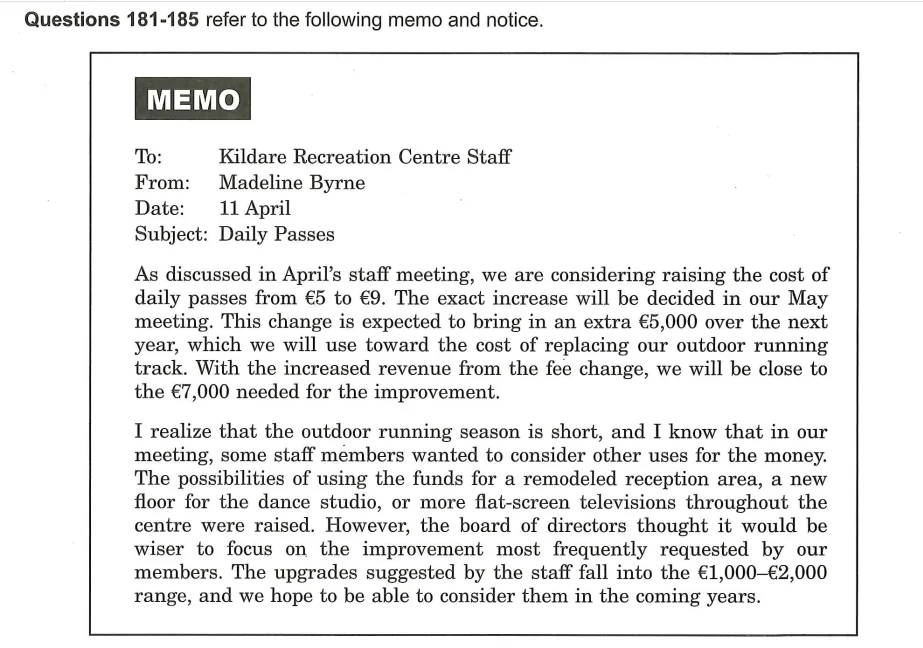 Questions 181-185 refer to the following memo and notice.
MEMO
To: Kildare Recreation Centre Staff
From: Madeline Byrne
Date: 11 April
Subject: Daily Passes
As discussed in April's staff meeting, we are considering raising the cost of
daily passes from €5 to €9. The exact increase will be decided in our May
meeting. This change is expected to bring in an extra €5,000 over the next
year, which we will use toward the cost of replacing our outdoor running
track. With the increased revenue from the fee change, we will be close to
the €7,000 needed for the improvement.
I realize that the outdoor running season is short, and I know that in our
meeting, some staff members wanted to consider other uses for the money.
The possibilities of using the funds for a remodeled reception area, a new
floor for the dance studio, or more flat-screen televisions throughout the
centre were raised. However, the board of directors thought it would be
wiser to focus on the improvement most frequently requested by our
members. The upgrades suggested by the staff fall into the €1,000–€2,000
range, and we hope to be able to consider them in the coming years.